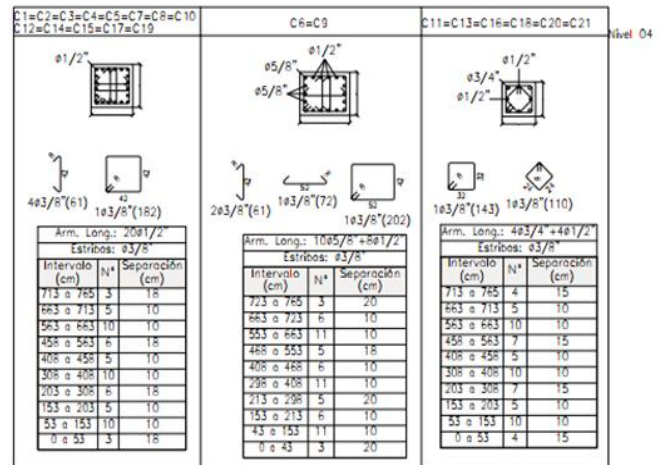 C1=C2=C3=C4=C5=C7=C8=C10
C12=C14=C15=C17=C19
ø1/2"
42
4ø3/8"(61)
1ø3/8"(182)
Arm. Long.: 20ø1/2"
Estribos: ø3/8"
Intervalo (cm) N° Separación (cm)
713 a 765 3 18
663 a 713 5 10
563 a 663 10 10
458 a 563 6 18
408 a 458 5 10
308 a 408 10 10
203 a 308 6 18
153 a 203 5 10
53 a 153 10 10
0 a 53 3 18
C6=C9
ø1/2"
ø5/8"
ø5/8"
52
52
2ø3/8"(61)
1ø3/8"(72)
1ø3/8"(202)
Arm. Long.: 10ø5/8"+8ø1/2"
Estribos: ø3/8"
Intervalo (cm) N° Separación (cm)
723 a 765 3 20
663 a 723 6 10
553 a 663 11 10
468 a 553 5 18
408 a 468 6 10
298 a 408 11 10
213 a 298 5 20
153 a 213 6 10
43 a 153 11 10
0 a 43 3 20
C11=C13=C16=C18=C20=C21
ø1/2"
ø3/4"
ø1/2"
32
1ø3/8"(143)
1ø3/8"(110)
Arm. Long.: 4ø3/4"+4ø1/2"
Estribos: ø3/8"
Intervalo (cm) N° Separación (cm)
713 a 765 4 15
663 a 713 5 10
563 a 663 10 10
458 a 563 7 15
408 a 458 5 10
308 a 408 10 10
203 a 308 7 15
153 a 203 5 10
53 a 153 10 10
0 a 53 4 15
Nivel 04